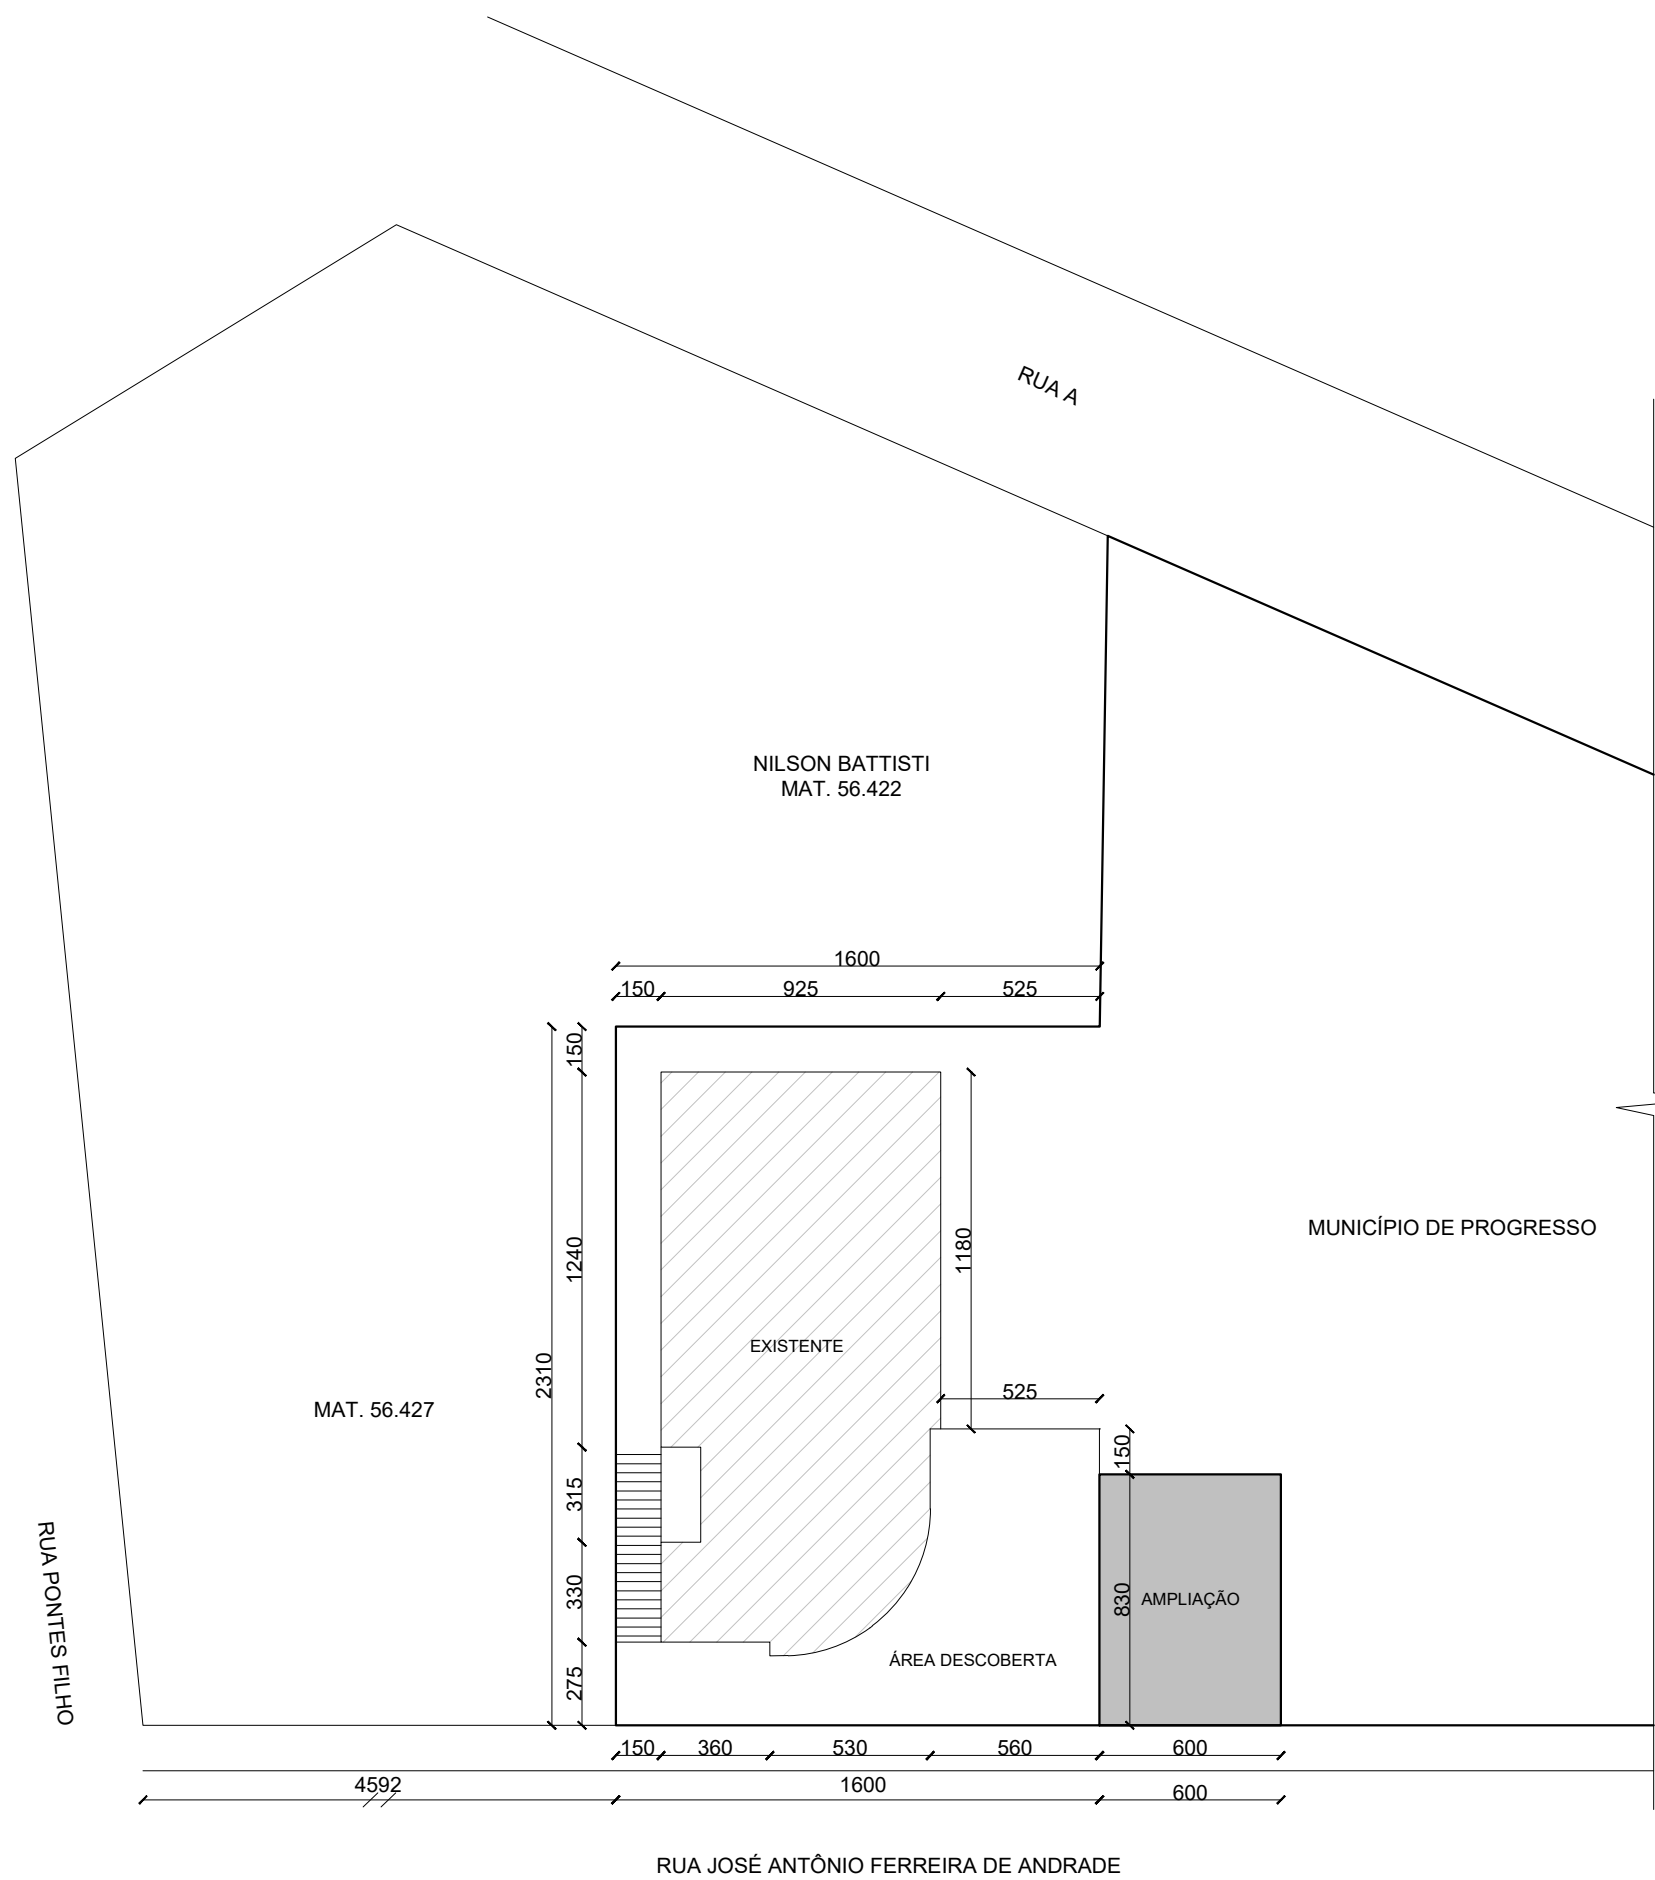 RUA A
NILSON BATTISTI
MAT. 56.422
1600
150 925 525
150
1240
1180
MUNICÍPIO DE PROGRESSO
EXISTENTE
2310
525
MAT. 56.427
150
315
RUA PONTES FILHO
330
830
AMPLIAÇÃO
ÁREA DESCOBERTA
275
150 360 530 560 600
4592 1600 600
RUA JOSÉ ANTÔNIO FERREIRA DE ANDRADE